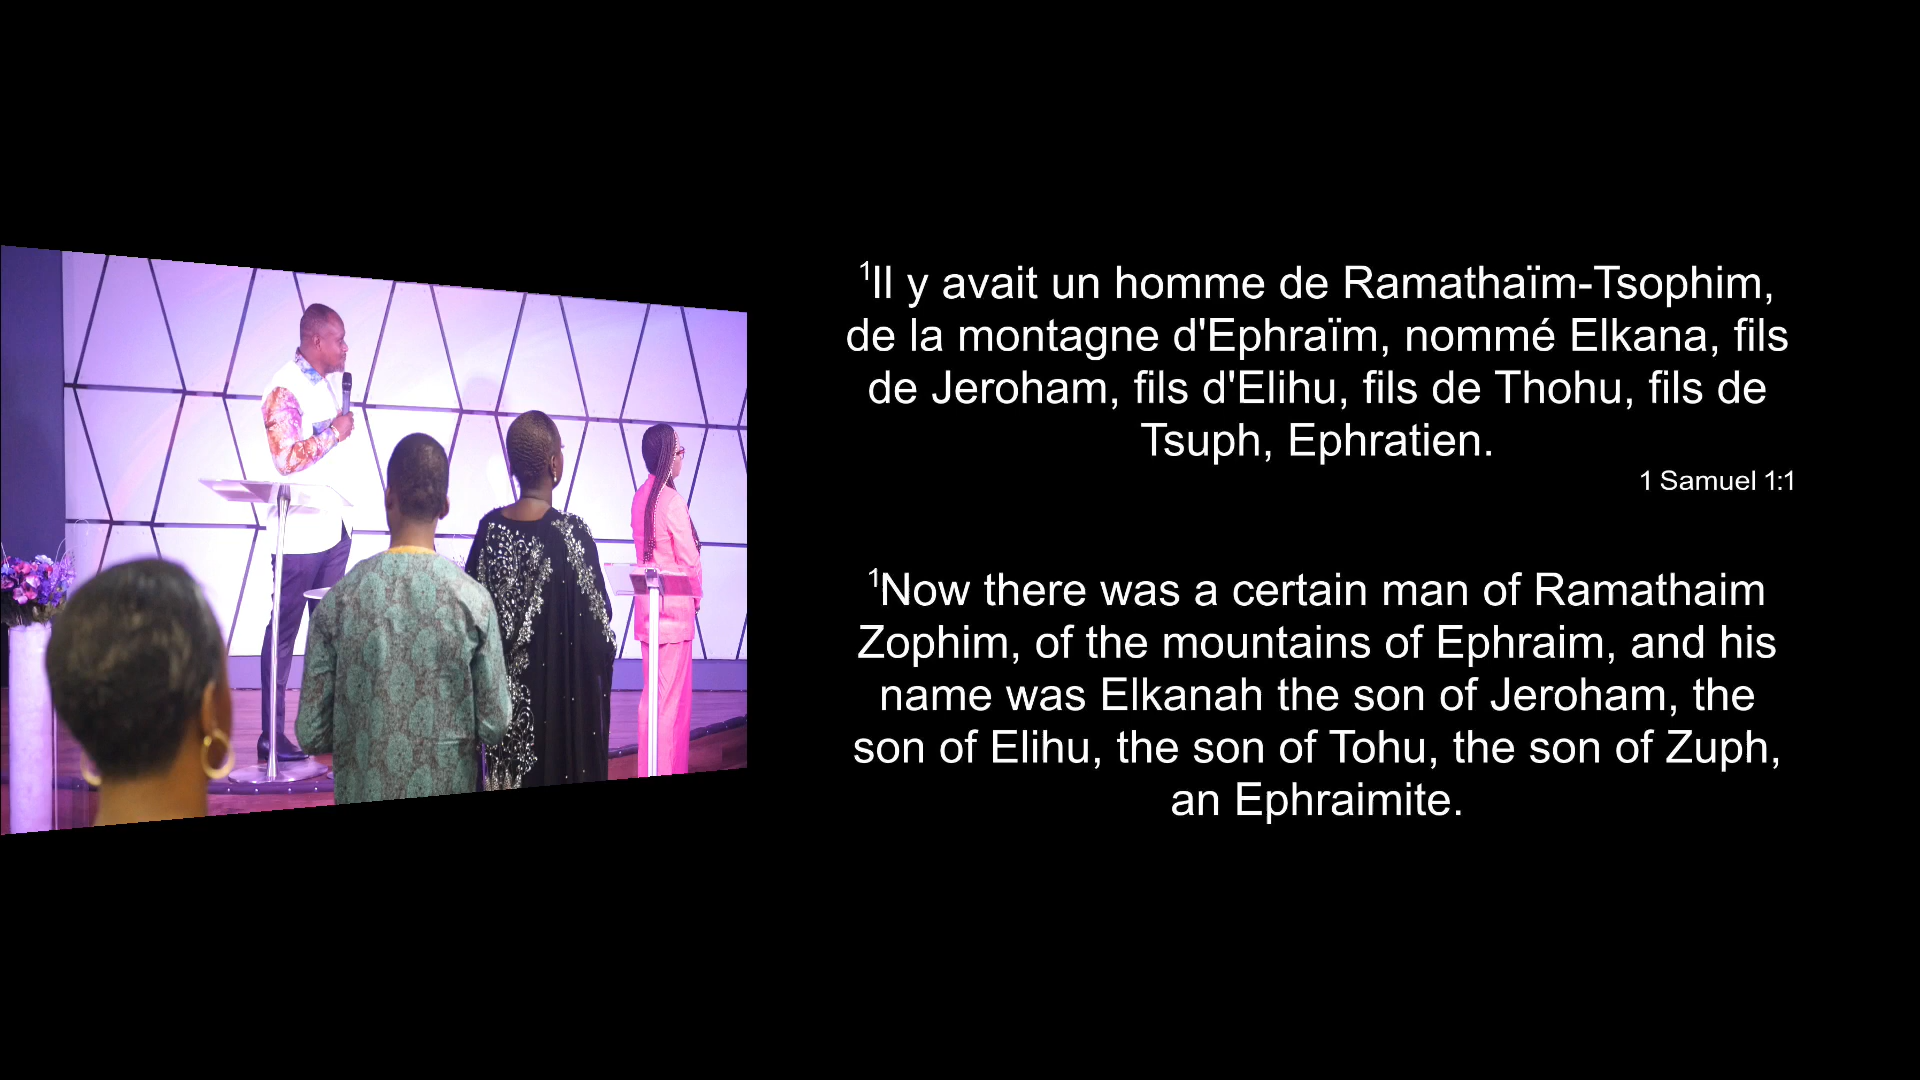 1Il y avait un homme de Ramathaïm-Tsophim,
de la montagne d'Ephraïm, nommé Elkana, fils
de Jeroham, fils d'Elihu, fils de Thohu, fils de
Tsuph, Ephratien.
1 Samuel 1:1
1Now there was a certain man of Ramathaim
Zophim, of the mountains of Ephraim, and his
name was Elkanah the son of Jeroham, the
son of Elihu, the son of Tohu, the son of Zuph,
an Ephraimite.